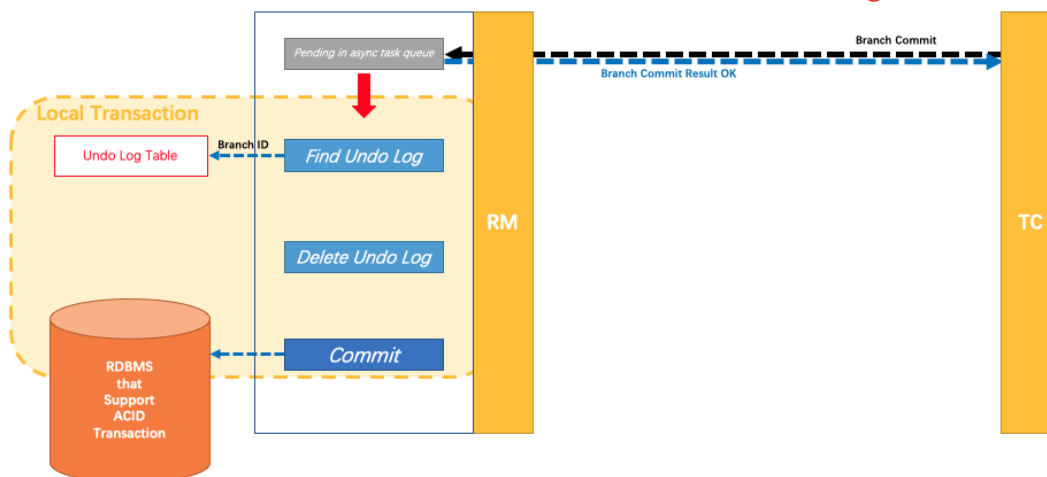 Branch Commit
Pending in async task queue
Branch Commit Result OK
Local Transaction
Branch ID
Undo Log Table
Find Undo Log
RM
TC
Delete Undo Log
Commit
RDBMS
that
Support
ACID
Transaction